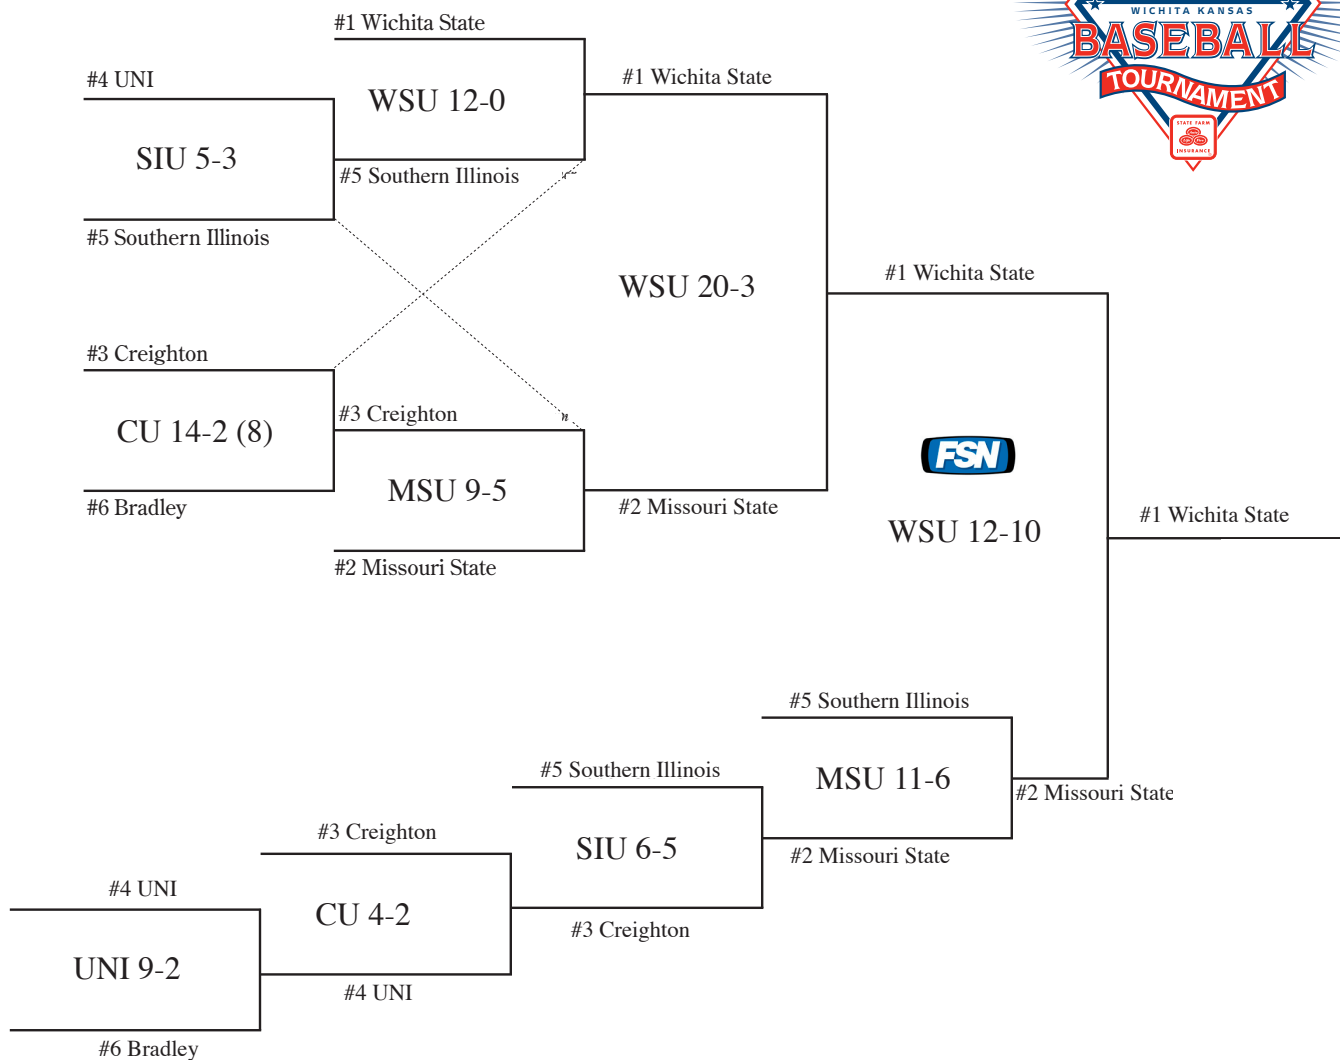 WICHITA KANSAS
BASEBALL
TOURNAMENT
STATE FARM
INSURANCE
#1 Wichita State
#4 UNI
WSU 12-0
#1 Wichita State
SIU 5-3
#5 Southern Illinois
#5 Southern Illinois
WSU 20-3
#1 Wichita State
#3 Creighton
CU 14-2 (8)
#3 Creighton
#6 Bradley
MSU 9-5
#2 Missouri State
#2 Missouri State
FSN
WSU 12-10
#1 Wichita State
#5 Southern Illinois
MSU 11-6
#2 Missouri State
#5 Southern Illinois
SIU 6-5
#2 Missouri State
#3 Creighton
CU 4-2
#3 Creighton
#4 UNI
UNI 9-2
#4 UNI
#6 Bradley